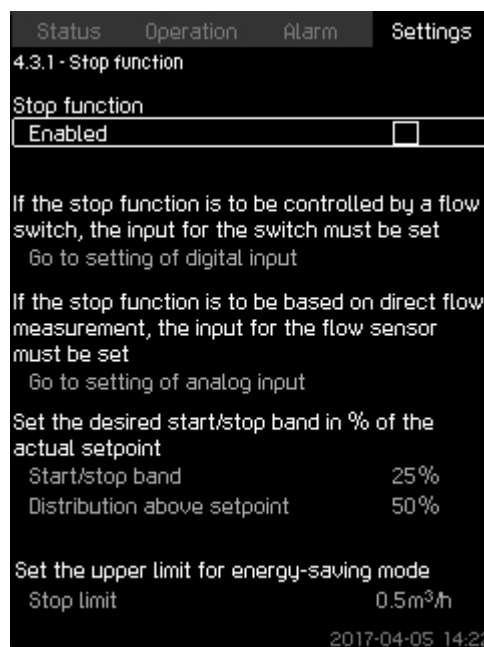 Status Operation Alarm Settings
4.3.1 - Stop function
Stop function
Enabled
If the stop function is to be controlled by a flow
switch, the input for the switch must be set
Go to setting of digital input
If the stop function is to be based on direct flow
measurement, the input for the flow sensor
must be set
Go to setting of analog input
Set the desired start/stop band in % of the
actual setpoint
Start/stop band 25%
Distribution above setpoint 50%
Set the upper limit for energy-saving mode
Stop limit 0.5m³/h
2017-04-05 14:22